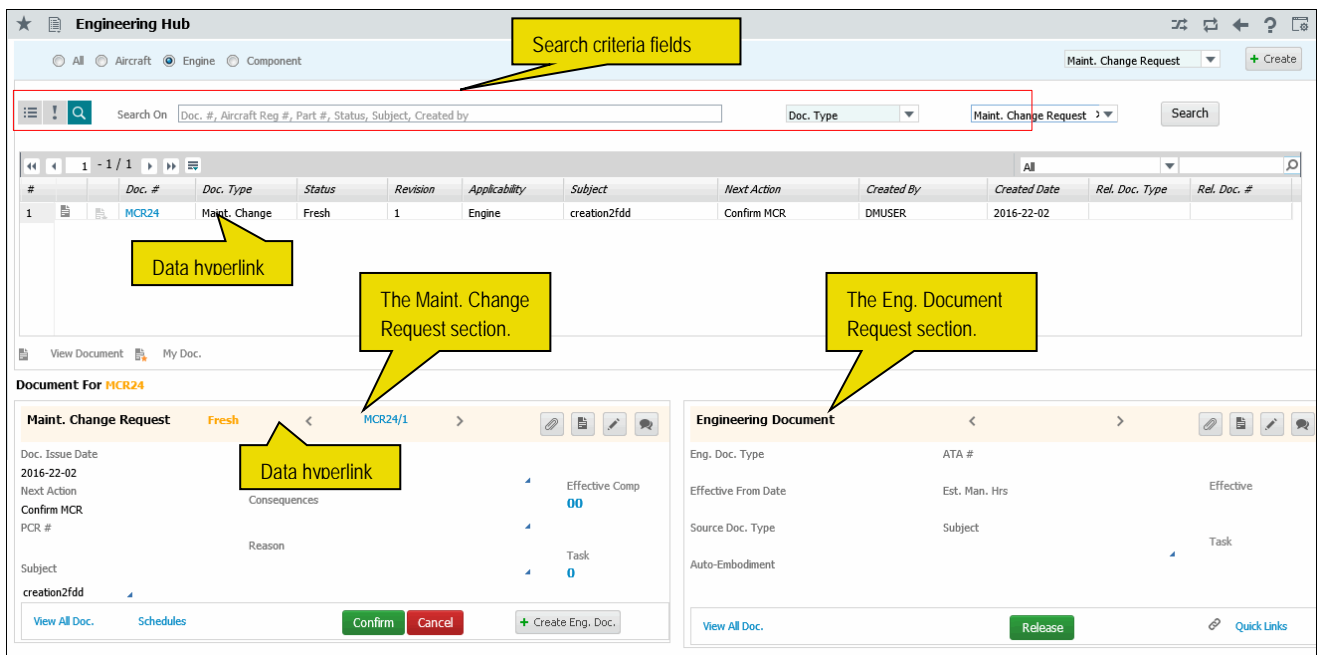 Engineering Hub
Search criteria fields
All Aircraft Engine Component
Maint. Change Request
+ Create
Search On Doc. #, Aircraft Reg #, Part #, Status, Subject, Created by
Doc. Type
Maint. Change Request
Search
1 - 1 / 1
All
# Doc. # Doc. Type Status Revision Applicability Subject Next Action Created By Created Date Rel. Doc. Type Rel. Doc. #
1 MCR24 Maint. Change Fresh 1 Engine creation2fdd Confirm MCR DMUSER 2016-22-02
Data hyperlink
The Maint. Change
Request section.
The Eng. Document
Request section.
View Document My Doc.
Document For MCR24
Maint. Change Request Fresh < MCR24/1 >
Engineering Document < >
Data hyperlink
Doc. Issue Date
2016-22-02
Next Action
Confirm MCR
PCR #
Subject
creation2fdd
Consequences
Reason
Effective Comp
00
Task
0
Eng. Doc. Type ATA #
Effective From Date Est. Man. Hrs Effective
Source Doc. Type Subject
Task
Auto-Embodiment
View All Doc. Schedules Confirm Cancel + Create Eng. Doc.
View All Doc. Release Quick Links